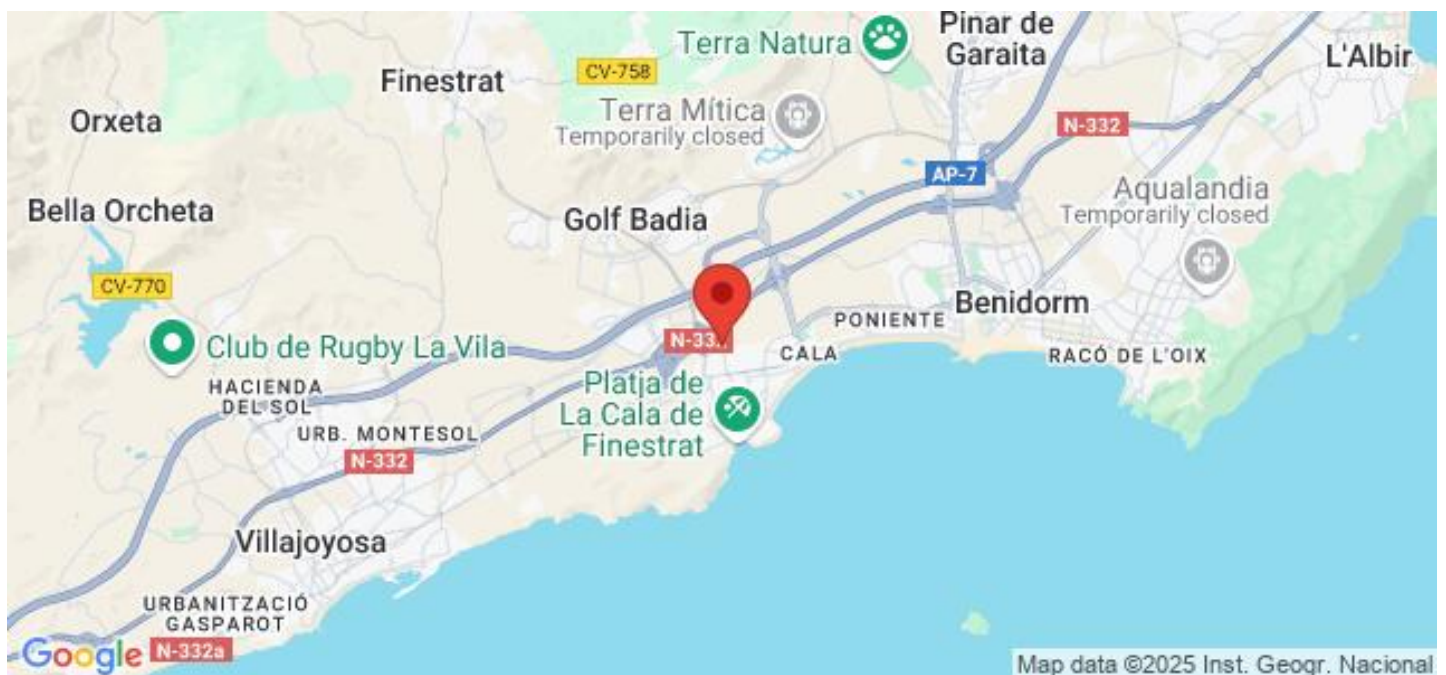 Terra Natura
Pinar de
Garaita
L'Albir
Finestrat
CV-758
Orxeta
Terra Mítica
Temporarily closed
N-332
AP-7
Aqualandia
Temporarily closed
Bella Orcheta
Golf Badia
CV-770
Benidorm
PONIENTE
Club de Rugby La Vila
CALA
RACÓ DE L'OIX
HACIENDA
DEL SOL
Platja de
La Cala de
Finestrat
URB. MONTESOL
N-332
Villajoyosa
URBANITZACIÓ
GASPAROT
Google
N-332a
Map data ©2025 Inst. Geogr. Nacional